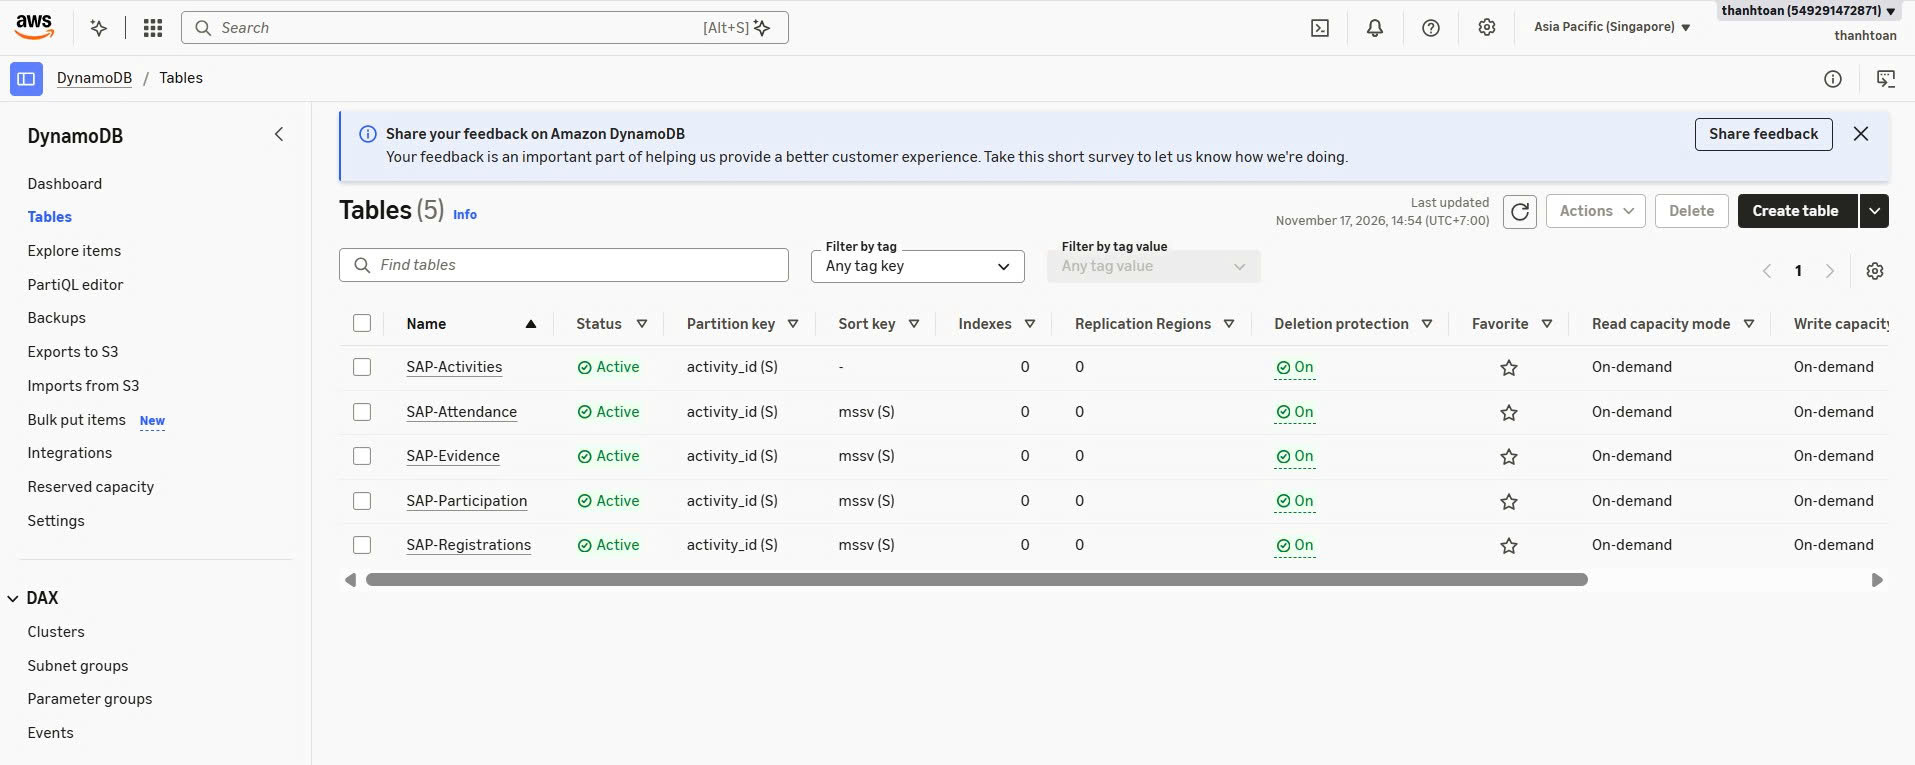 aws
Search [Alt+S]
Asia Pacific (Singapore)
thanhtoan (549291472871)
thanhtoan
DynamoDB / Tables
DynamoDB
Dashboard
Tables
Explore items
PartiQL editor
Backups
Exports to S3
Imports from S3
Bulk put items New
Integrations
Reserved capacity
Settings
DAX
Clusters
Subnet groups
Parameter groups
Events
Share your feedback on Amazon DynamoDB
Your feedback is an important part of helping us provide a better customer experience. Take this short survey to let us know how we're doing.
Share feedback
Tables (5) Info
Last updated
November 17, 2026, 14:54 (UTC+7:00)
Actions
Delete
Create table
Find tables
Filter by tag
Any tag key
Filter by tag value
Any tag value
1
Name Status Partition key Sort key Indexes Replication Regions Deletion protection Favorite Read capacity mode Write capacity
SAP-Activities Active activity_id (S) - 0 0 On On-demand On-demand
SAP-Attendance Active activity_id (S) mssv (S) 0 0 On On-demand On-demand
SAP-Evidence Active activity_id (S) mssv (S) 0 0 On On-demand On-demand
SAP-Participation Active activity_id (S) mssv (S) 0 0 On On-demand On-demand
SAP-Registrations Active activity_id (S) mssv (S) 0 0 On On-demand On-demand